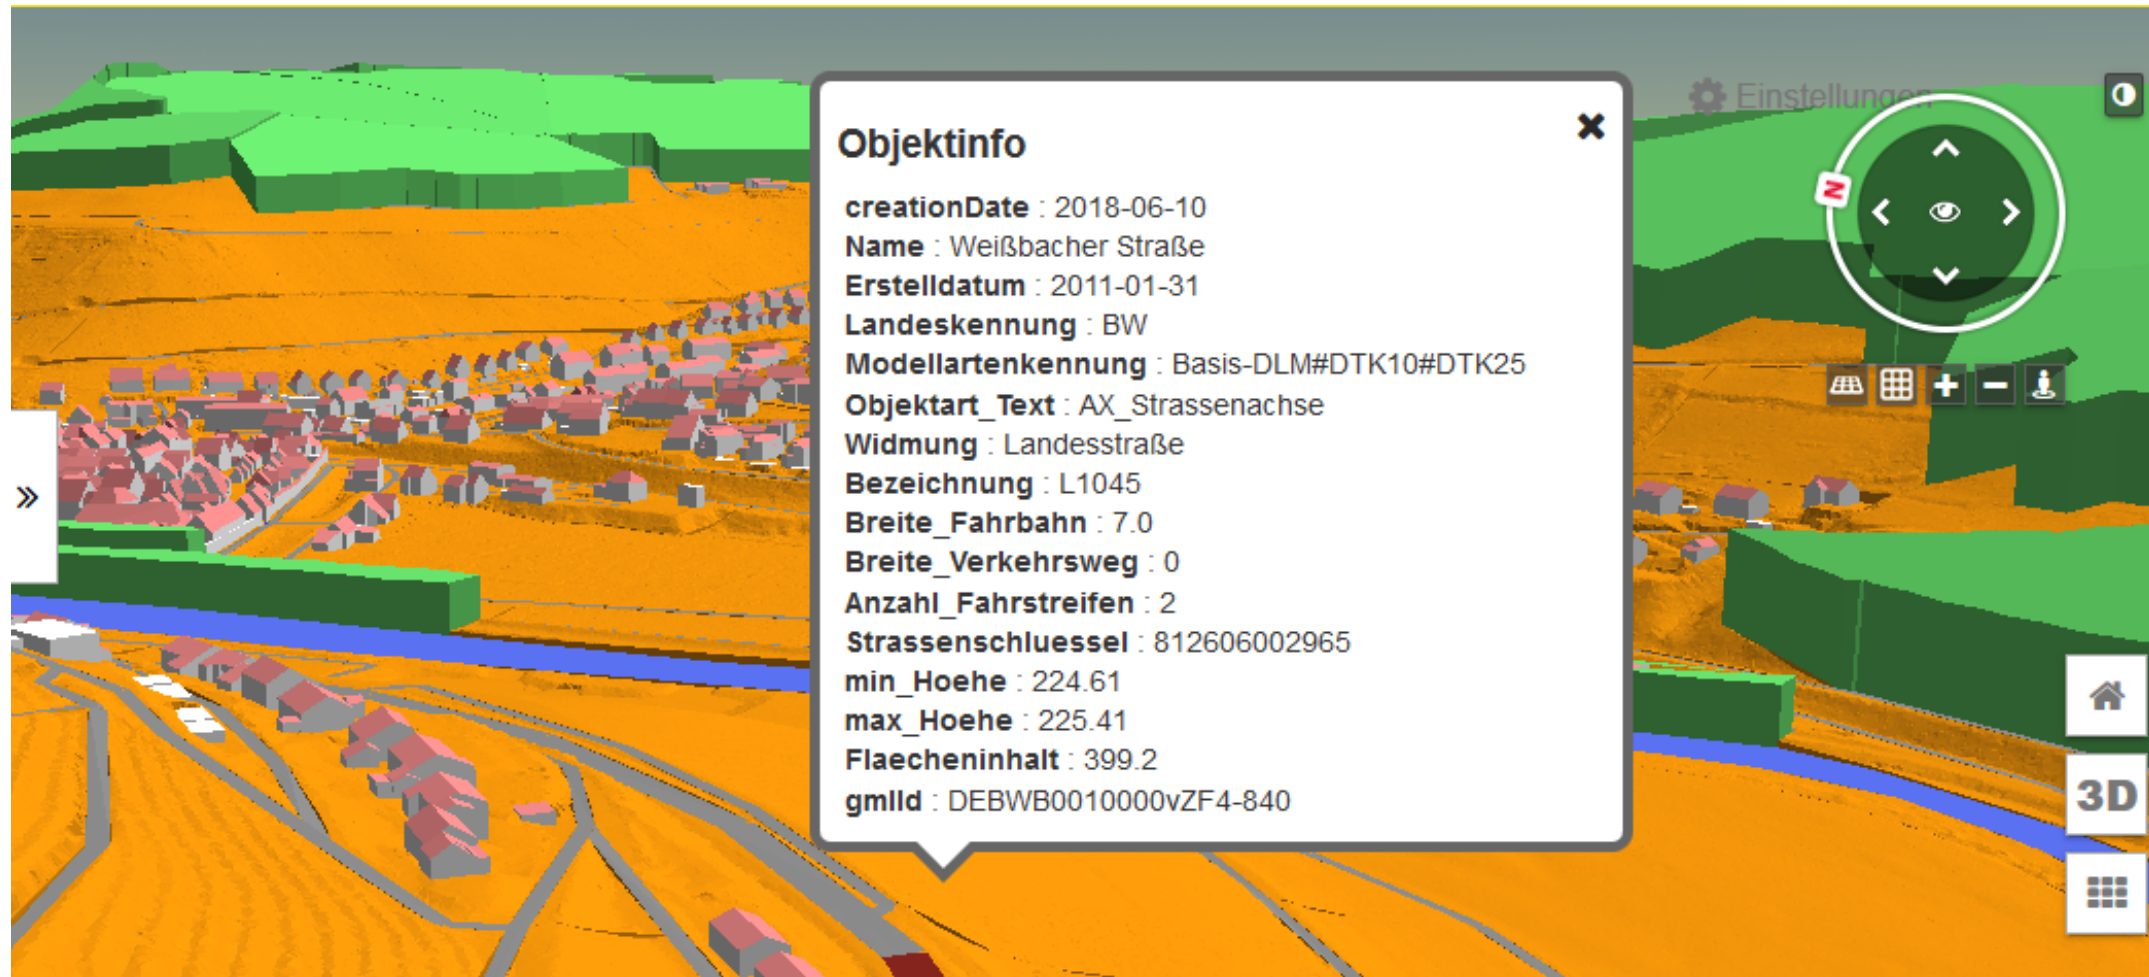 Einstellungen
Objektinfo
creationDate : 2018-06-10
Name : Weißbacher Straße
Erstelldatum : 2011-01-31
Landeskennung : BW
Modellartenkennung : Basis-DLM#DTK10#DTK25
Objektart_Text : AX_Strassenachse
Widmung : Landesstraße
Bezeichnung : L1045
Breite_Fahrbahn : 7.0
Breite_Verkehrsweg : 0
Anzahl_Fahrstreifen : 2
Strassenschluessel : 812606002965
min_Hoehe : 224.61
max_Hoehe : 225.41
Flaecheninhalt : 399.2
gmlId : DEBWB0010000vZF4-840
N
3D